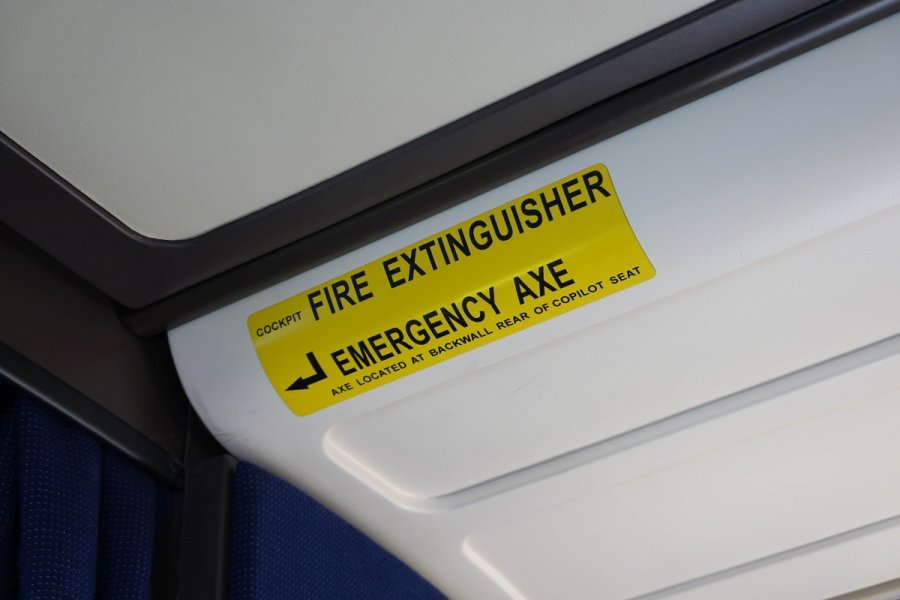 COCKPIT FIRE EXTINGUISHER
EMERGENCY AXE
AXE LOCATED AT BACKWALL REAR OF COPILOT SEAT